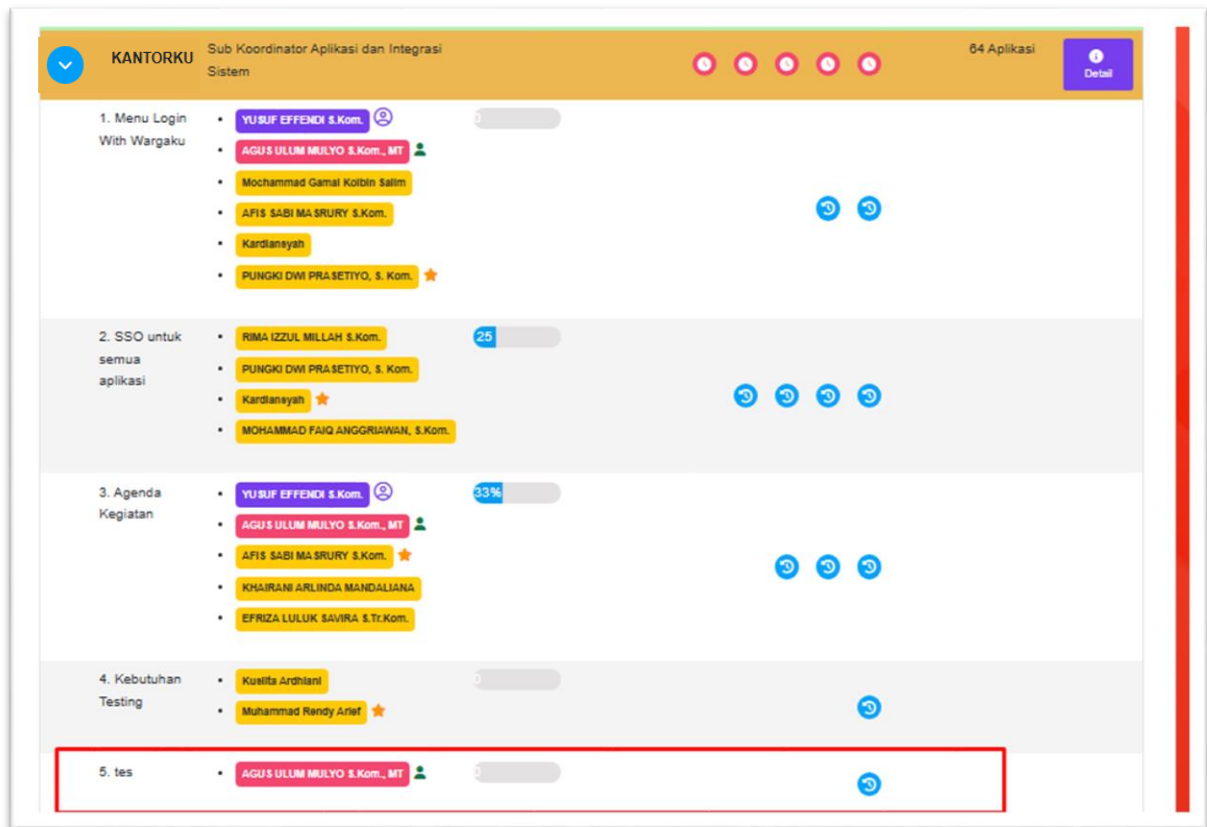 KANTORKU
Sub Koordinator Aplikasi dan Integrasi
Sistem
64 Aplikasi
Detail
1. Menu Login
With Wargaku
YUSUF EFFENDI S.Kom.
0
AGUS ULUM MULYO S.Kom., MT
Mochammad Gamal Kolbin Salim
AFIS SABI MASRURY S.Kom.
Kardiansyah
PUNGKI DWI PRASETIYO, S. Kom.
2. SSO untuk
semua
aplikasi
RIMA IZZUL MILLAH S.Kom.
25
PUNGKI DWI PRASETIYO, S. Kom.
Kardiansyah
MOHAMMAD FAIQ ANGGRIAWAN, S.Kom.
3. Agenda
Kegiatan
YUSUF EFFENDI S.Kom.
33%
AGUS ULUM MULYO S.Kom., MT
AFIS SABI MASRURY S.Kom.
KHAIRANI ARLINDA MANDALIANA
EFRIZA LULUK SAVIRA S.Tr.Kom.
4. Kebutuhan
Testing
Kuslita Ardhiani
0
Muhammad Rendy Arief
5. tes
AGUS ULUM MULYO S.Kom., MT
0